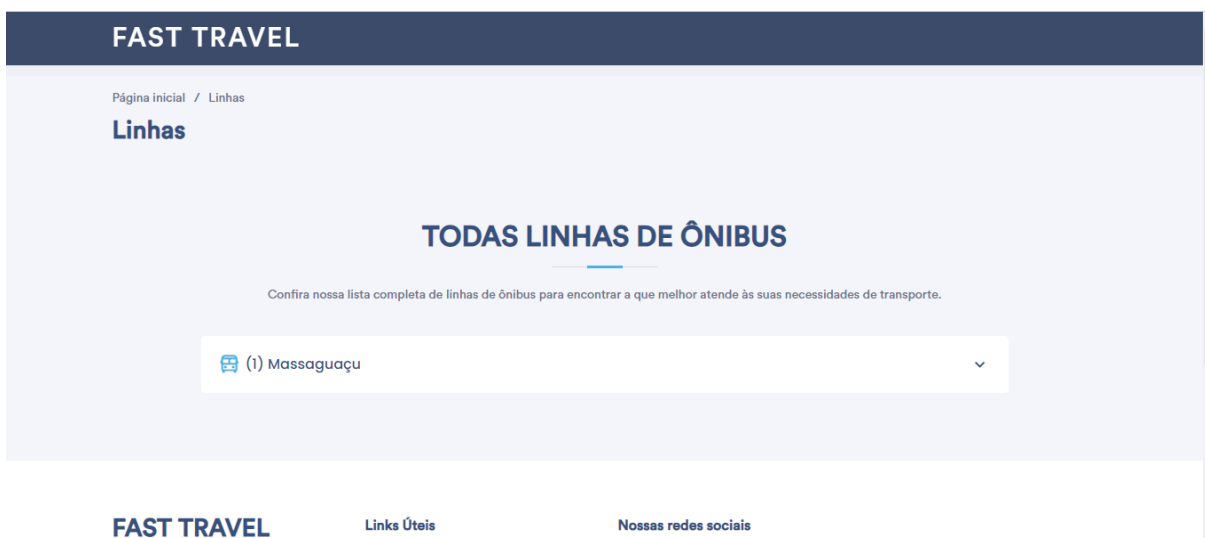 FAST TRAVEL
Página inicial / Linhas
Linhas
TODAS LINHAS DE ÔNIBUS
Confira nossa lista completa de linhas de ônibus para encontrar a que melhor atende às suas necessidades de transporte.
(1) Massaguaçu
FAST TRAVEL
Links Úteis
Nossas redes sociais